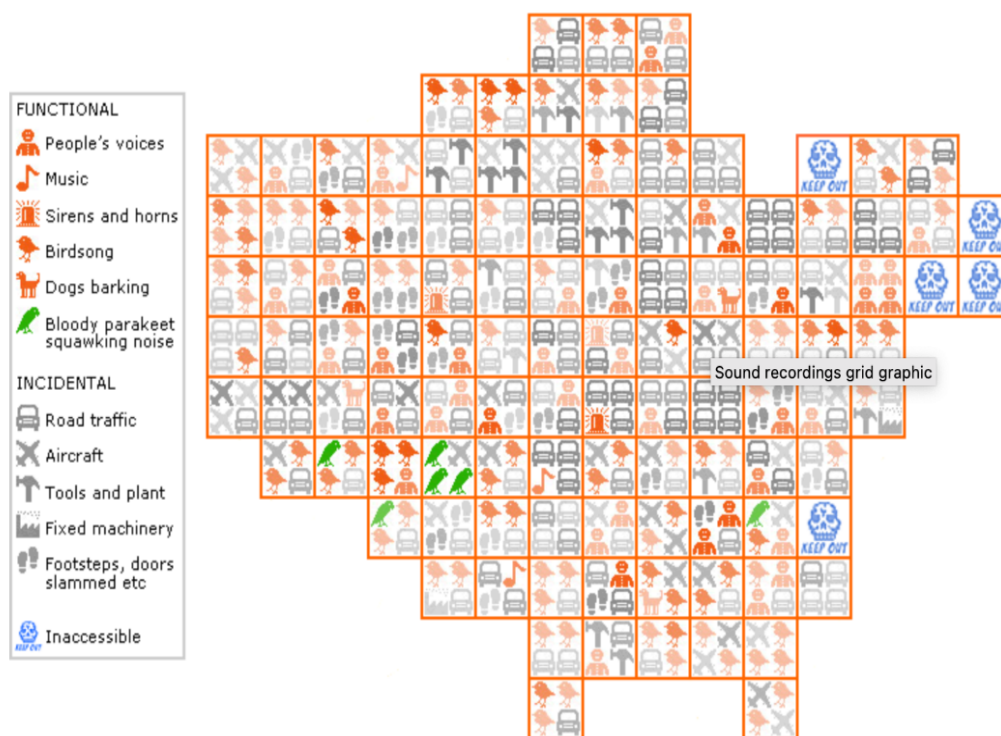 FUNCTIONAL
People's voices
Music
Sirens and horns
Birdsong
Dogs barking
Bloody parakeet
squawking noise
INCIDENTAL
Road traffic
Aircraft
Tools and plant
Fixed machinery
Footsteps, doors
slammed etc
KEEP OUT
Inaccessible
KEEP OUT
KEEP OUT
KEEP OUT
KEEP OUT
Sound recordings grid graphic
KEEP OUT